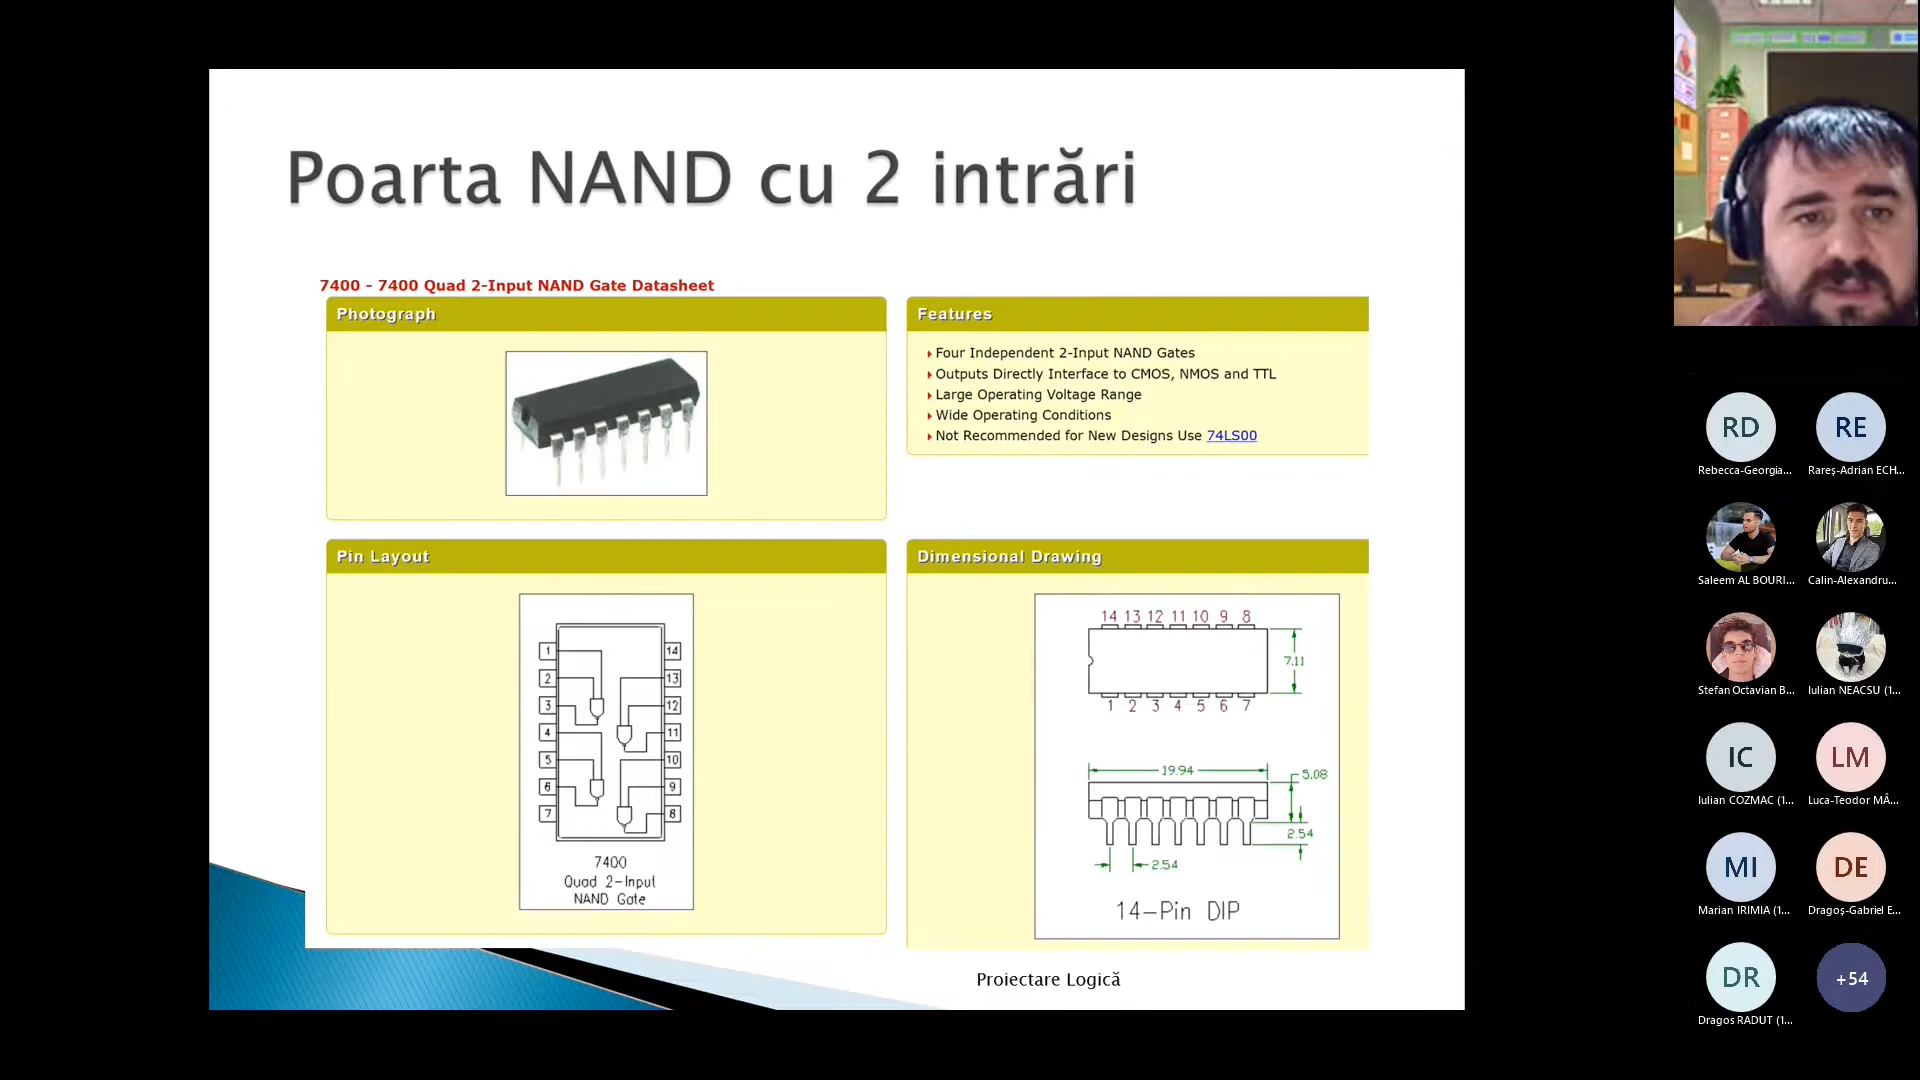 Poarta NAND cu 2 intrări
7400 - 7400 Quad 2-Input NAND Gate Datasheet
Photograph
Features
Four Independent 2-Input NAND Gates
Outputs Directly Interface to CMOS, NMOS and TTL
Large Operating Voltage Range
Wide Operating Conditions
Not Recommended for New Designs Use 74LS00
Pin Layout
1
2
3
4
5
6
7
14
13
12
11
10
9
8
7400
Quad 2-Input
NAND Gate
Dimensional Drawing
14 13 12 11 10 9 8
7.11
1 2 3 4 5 6 7
19.94
5.08
2.54
2.54
14-Pin DIP
Proiectare Logică
RD
Rebecca-Georgia...
RE
Rareș-Adrian ECH...
Saleem AL BOURI...
Calin-Alexandru...
Stefan Octavian B...
Iulian NEACSU (1...
IC
Iulian COZMAC (1...
LM
Luca-Teodor MÂ...
MI
Marian IRIMIA (1...
DE
Dragoș-Gabriel E...
DR
Dragos RADUT (1...
+54